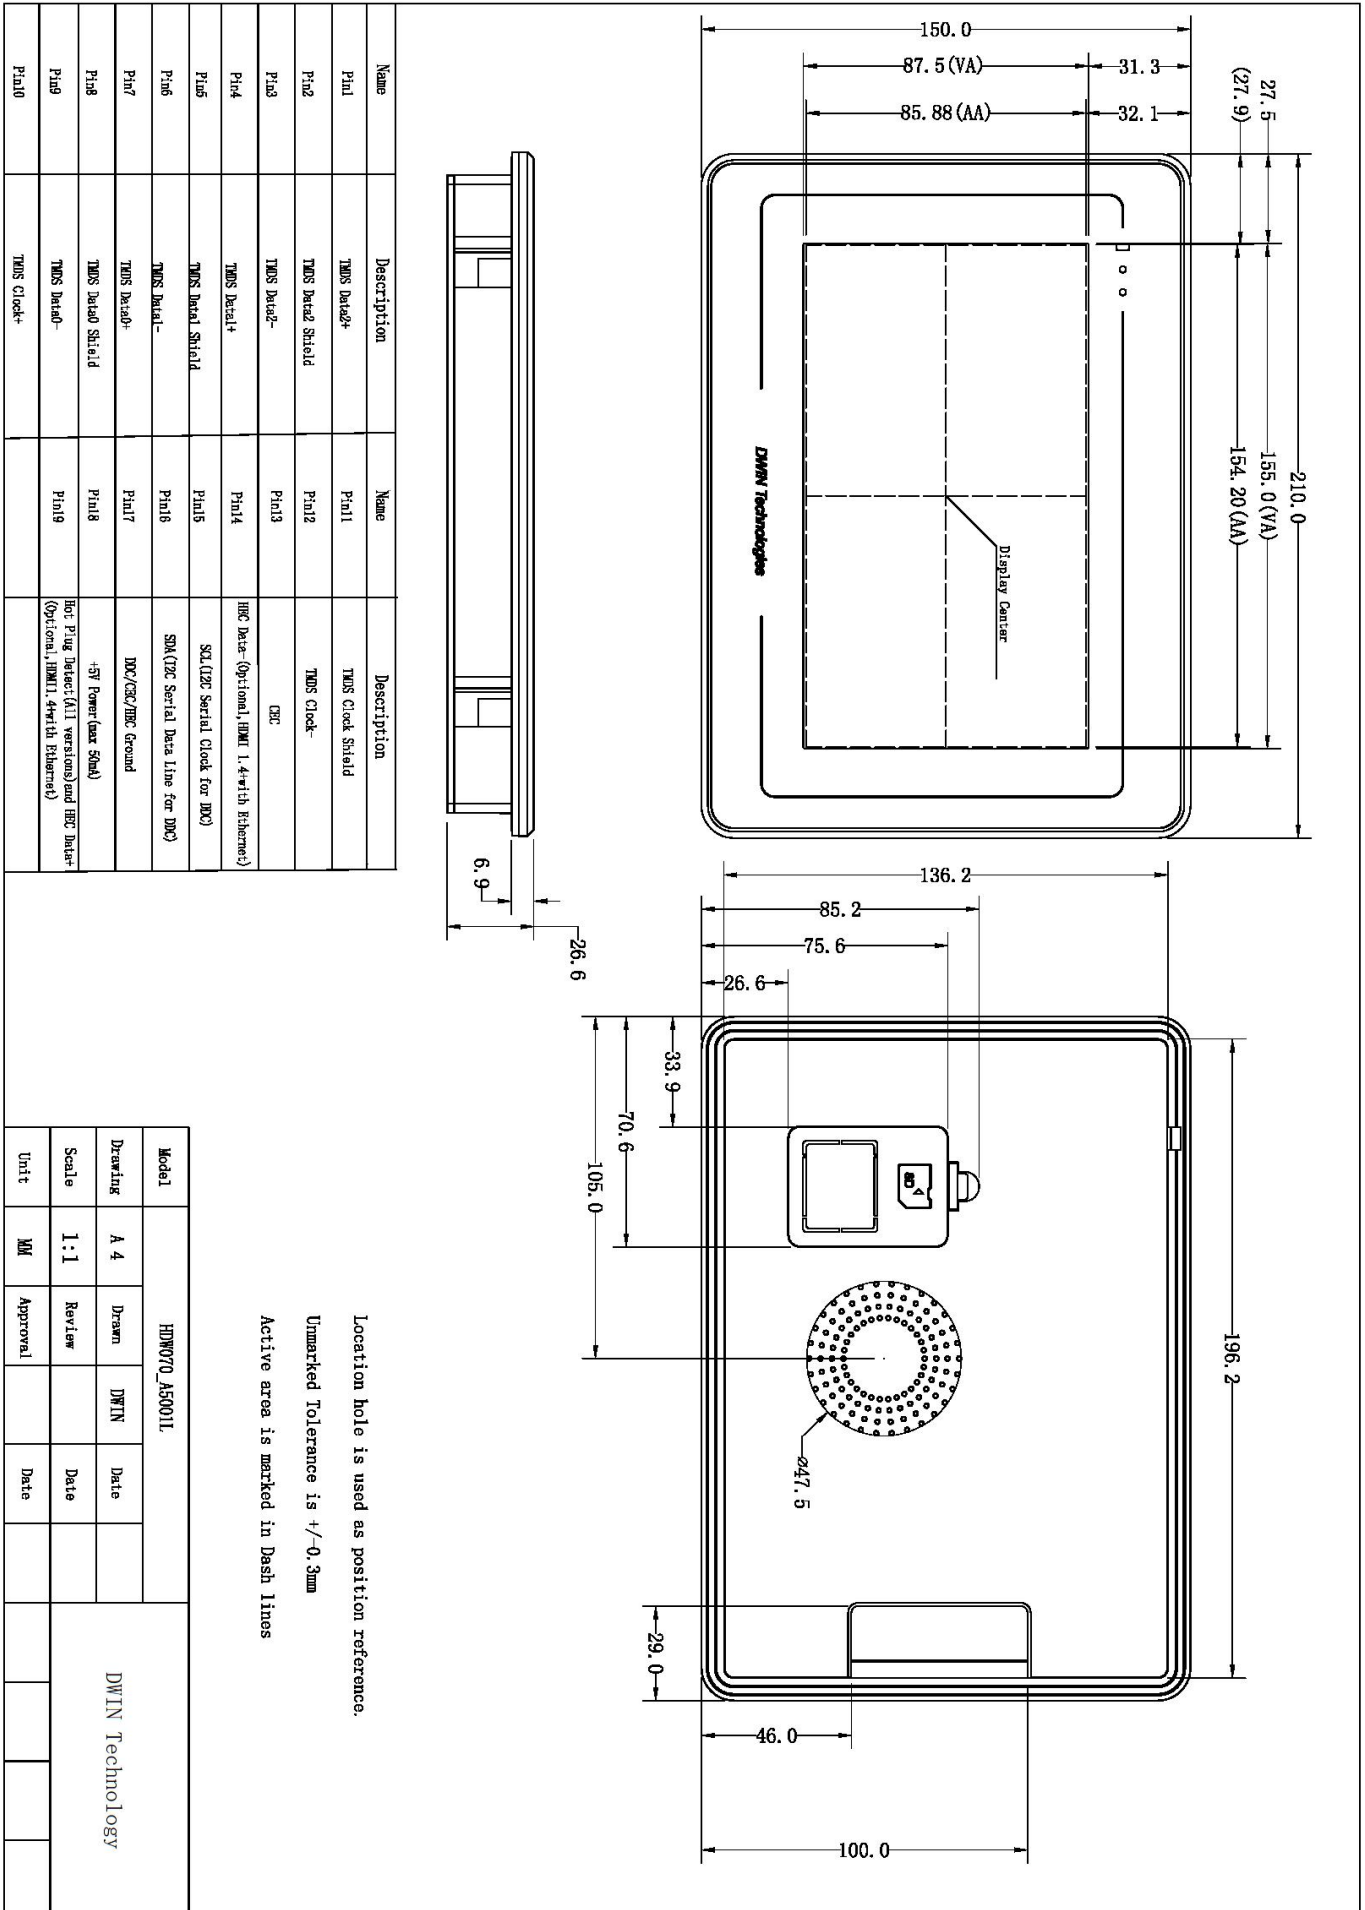 210.0
27.5
155.0(VA)
(27.9)
154.20(AA)
150.0
87.5(VA)
31.3
85.88(AA)
32.1
Display Center
DWIN Technologies
196.2
136.2
85.2
75.6
26.6
33.9
70.6
105.0
ø47.5
SD
29.0
46.0
100.0
6.9
26.6
Name Description Name Description
Pin1 TMDS Data2+ Pin11 TMDS Clock Shield
Pin2 TMDS Data2 Shield Pin12 TMDS Clock-
Pin3 TMDS Data2- Pin13 CEC
Pin4 TMDS Data1+ Pin14 HEC Data-(Optional,HDMI 1.4+with Ethernet)
Pin5 TMDS Data1 Shield Pin15 SCL(I2C Serial Clock for DDC)
Pin6 TMDS Data1- Pin16 SDA(I2C Serial Data Line for DDC)
Pin7 TMDS Data0+ Pin17 DDC/CEC/HEC Ground
Pin8 TMDS Data0 Shield Pin18 +5V Power(max 50mA)
Pin9 TMDS Data0- Pin19 Hot Plug Detect(All versions)and HEC Data+
(Optional,HDMI1.4+with Ethernet)
Pin10 TMDS Clock+
Location hole is used as position reference.
Unmarked Tolerance is +/-0.3mm
Active area is marked in Dash lines
Model HDW070_A5001L
Drawing A 4 Drawn DWIN Date
Scale 1:1 Review Date
Unit MM Approval Date
DWIN Technology